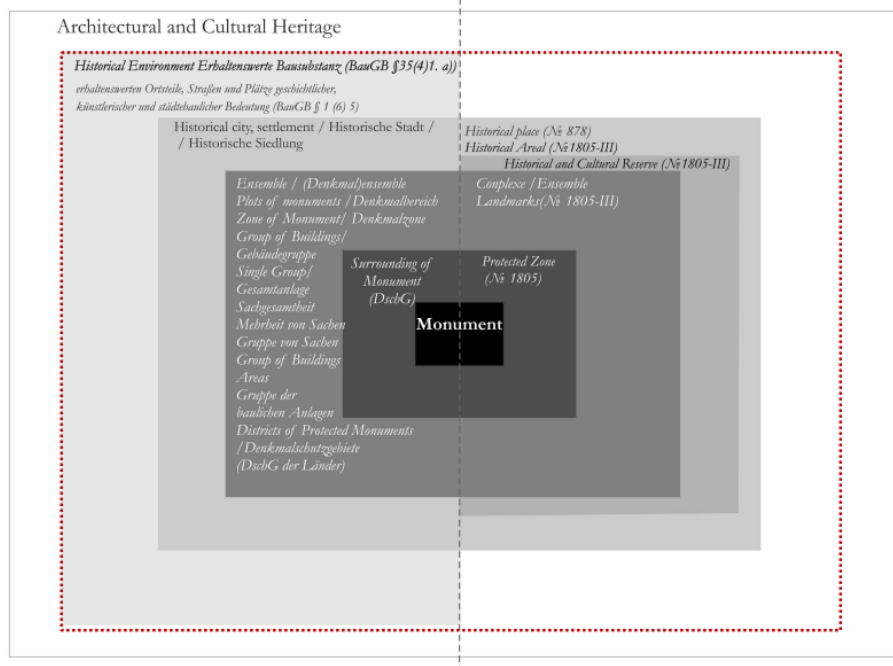 Architectural and Cultural Heritage
Historical Environment Erhaltenswerte Bausubstanz (BauGB §35(4)1. a))
erhaltenswerten Ortsteile, Straßen und Plätze geschichtlicher,
künstlerischer und städtebaulicher Bedeutung (BauGB § 1 (6) 5)
Historical city, settlement / Historische Stadt /
/ Historische Siedlung
Historical place (№ 878)
Historical Areal (№ 1805-III)
Historical and Cultural Reserve (№ 1805-III)
Ensemble / (Denkmal)ensemble
Plots of monuments / Denkmalbereich
Zone of Monument/ Denkmalzone
Group of Buildings/
Gebäudegruppe
Single Group/
Gesamtanlage
Sachgesamtheit
Mehrheit von Sachen
Gruppe von Sachen
Group of Buildings
Areas
Gruppe der
baulichen Anlagen
Districts of Protected Monuments
/Denkmalschutzgebiete
(DschG der Länder)
Conplexe /Ensemble
Landmarks(№ 1805-III)
Surrounding of
Monument
(DschG)
Protected Zone
(№ 1805)
Monument